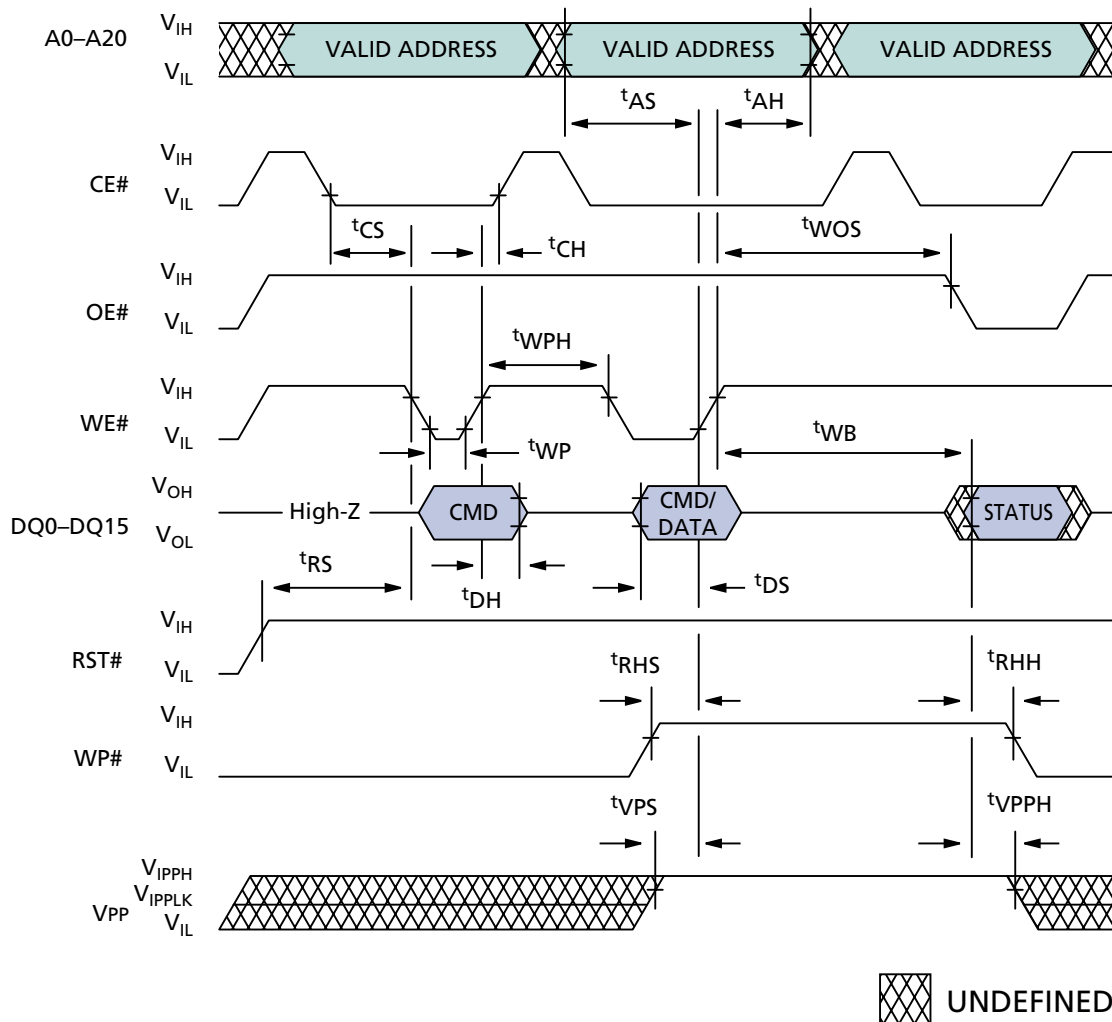 A0–A20
VIH
VIL
VALID ADDRESS
VALID ADDRESS
VALID ADDRESS
tAS
tAH
CE#
VIH
VIL
tCS
tCH
tWOS
OE#
VIH
VIL
tWPH
WE#
VIH
VIL
tWP
tWB
DQ0–DQ15
VOH
VOL
High-Z
CMD
CMD/
DATA
STATUS
tRS
tDH
tDS
RST#
VIH
VIL
tRHS
tRHH
WP#
VIH
VIL
tVPS
tVPPH
VPP
VIPPH
VIPPLK
VIL
UNDEFINED